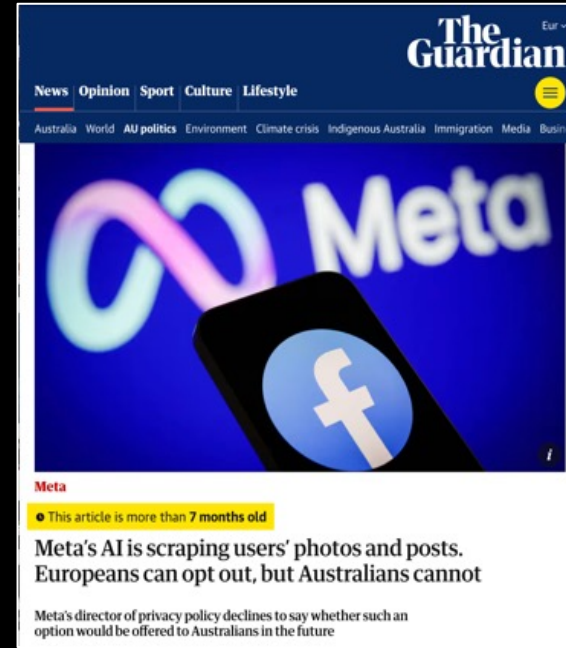 The
Guardian
Eur
News Opinion Sport Culture Lifestyle
Australia World AU politics Environment Climate crisis Indigenous Australia Immigration Media Busin
Meta
f
i
Meta
This article is more than 7 months old
Meta's AI is scraping users' photos and posts.
Europeans can opt out, but Australians cannot
Meta's director of privacy policy declines to say whether such an
option would be offered to Australians in the future